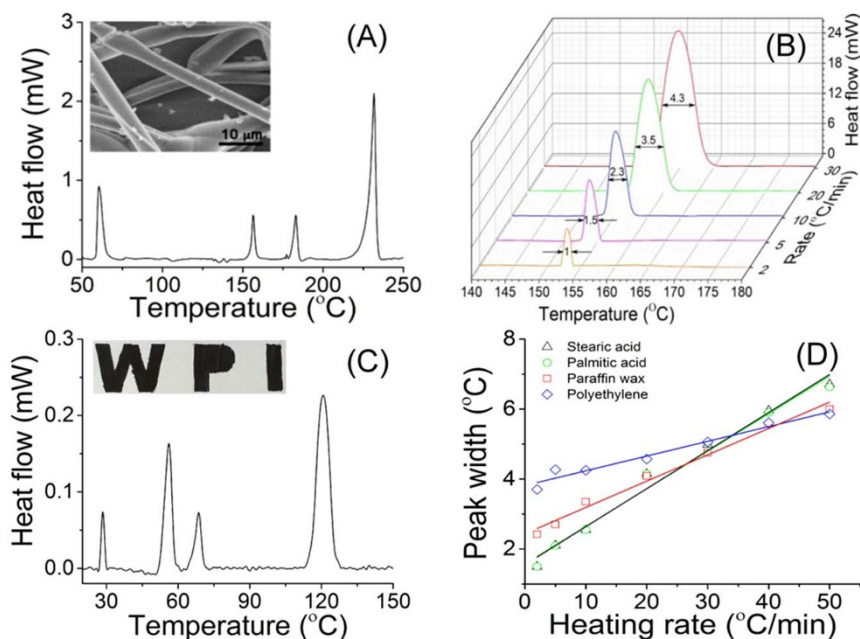 (A)
3
2
1
0
Heat flow (mW)
10 μm
50 100 150 200 250
Temperature (°C)
(B)
30
24
18
12
6
0
Heat flow (mW)
4.3
3.5
2.3
1.5
1
30
20
10
5
2
Rate (°C/min)
140 145 150 155 160 165 170 175 180
Temperature (°C)
(C)
0.3
0.2
0.1
0.0
Heat flow (mW)
W P I
30 60 90 120 150
Temperature (°C)
(D)
8
6
4
2
Peak width (°C)
Stearic acid
Palmitic acid
Paraffin wax
Polyethylene
0 10 20 30 40 50
Heating rate (°C/min)